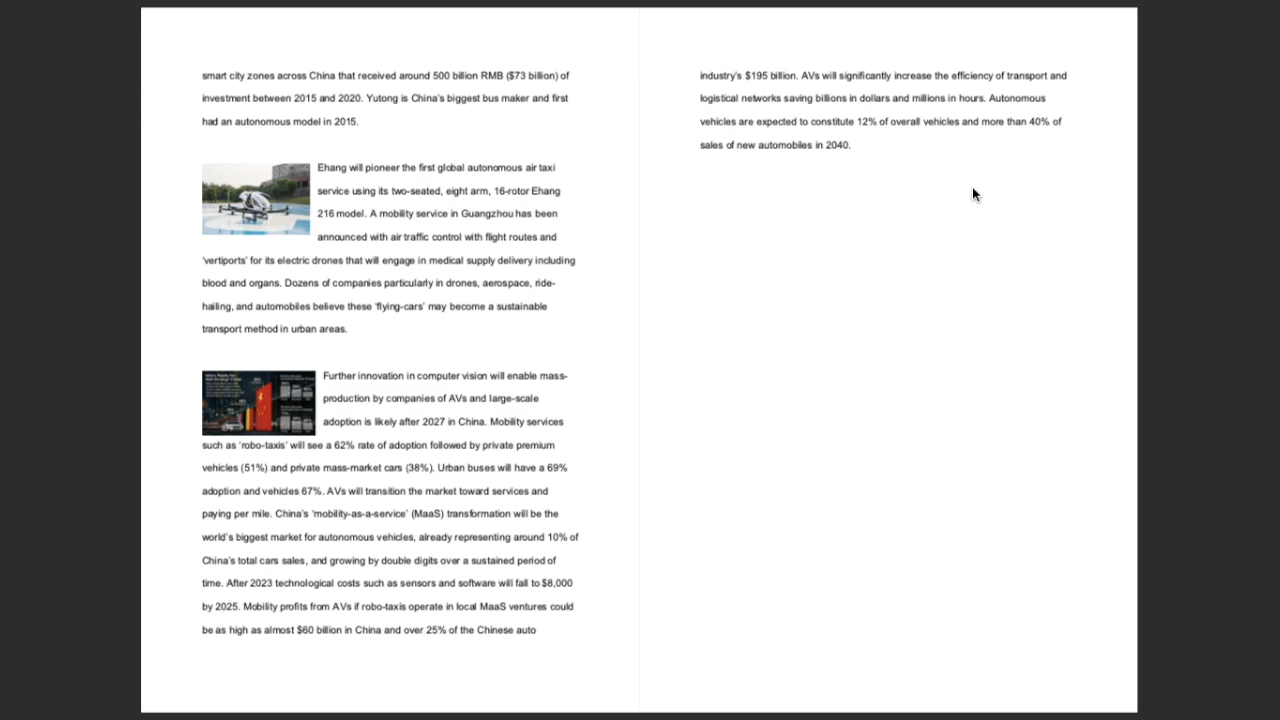 smart city zones across China that received around 500 billion RMB ($73 billion) of
investment between 2015 and 2020. Yutong is China's biggest bus maker and first
had an autonomous model in 2015.
Ehang will pioneer the first global autonomous air taxi
service using its two-seated, eight arm, 16-rotor Ehang
216 model. A mobility service in Guangzhou has been
announced with air traffic control with flight routes and
'vertiports' for its electric drones that will engage in medical supply delivery including
blood and organs. Dozens of companies particularly in drones, aerospace, ride-
hailing, and automobiles believe these 'flying-cars' may become a sustainable
transport method in urban areas.
Further innovation in computer vision will enable mass-
production by companies of AVs and large-scale
adoption is likely after 2027 in China. Mobility services
such as 'robo-taxis' will see a 62% rate of adoption followed by private premium
vehicles (51%) and private mass-market cars (38%). Urban buses will have a 69%
adoption and vehicles 67%. AVs will transition the market toward services and
paying per mile. China's 'mobility-as-a-service' (MaaS) transformation will be the
world's biggest market for autonomous vehicles, already representing around 10% of
China's total cars sales, and growing by double digits over a sustained period of
time. After 2023 technological costs such as sensors and software will fall to $8,000
by 2025. Mobility profits from AVs if robo-taxis operate in local MaaS ventures could
be as high as almost $60 billion in China and over 25% of the Chinese auto
industry's $195 billion. AVs will significantly increase the efficiency of transport and
logistical networks saving billions in dollars and millions in hours. Autonomous
vehicles are expected to constitute 12% of overall vehicles and more than 40% of
sales of new automobiles in 2040.